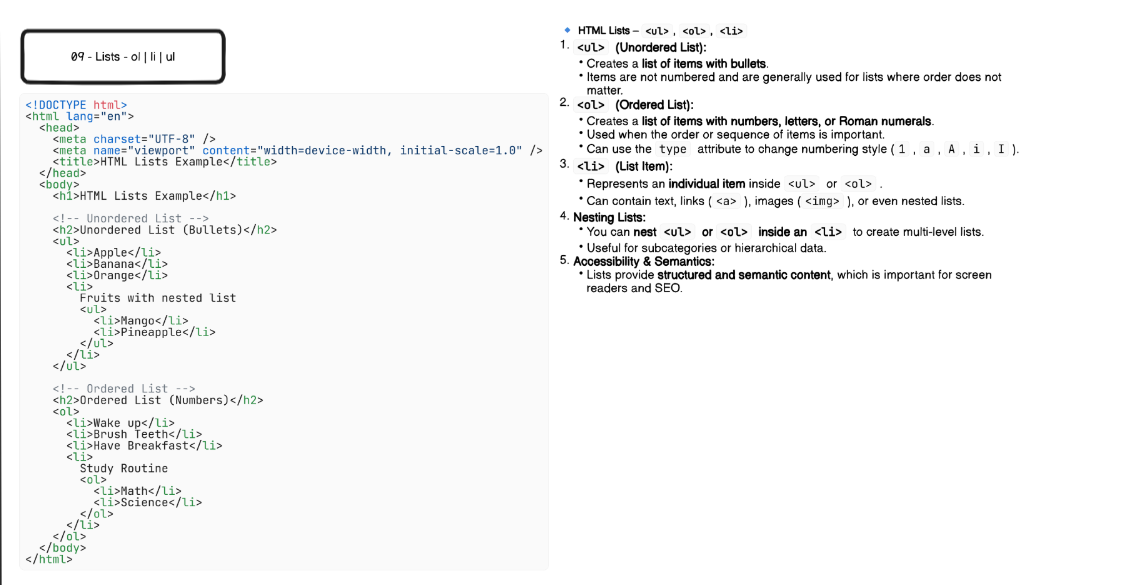 09 - Lists - ol | li | ul
<!DOCTYPE html>
<html lang="en">
  <head>
    <meta charset="UTF-8" />
    <meta name="viewport" content="width=device-width, initial-scale=1.0" />
    <title>HTML Lists Example</title>
  </head>
  <body>
    <h1>HTML Lists Example</h1>

    <!-- Unordered List -->
    <h2>Unordered List (Bullets)</h2>
    <ul>
      <li>Apple</li>
      <li>Banana</li>
      <li>Orange</li>
      <li>
        Fruits with nested list
        <ul>
          <li>Mango</li>
          <li>Pineapple</li>
        </ul>
      </li>
    </ul>

    <!-- Ordered List -->
    <h2>Ordered List (Numbers)</h2>
    <ol>
      <li>Wake up</li>
      <li>Brush Teeth</li>
      <li>Have Breakfast</li>
      <li>
        Study Routine
        <ol>
          <li>Math</li>
          <li>Science</li>
        </ol>
      </li>
    </ol>
  </body>
</html>
🔹 HTML Lists – <ul> , <ol> , <li>
1. <ul> (Unordered List):
• Creates a list of items with bullets.
• Items are not numbered and are generally used for lists where order does not
matter.
2. <ol> (Ordered List):
• Creates a list of items with numbers, letters, or Roman numerals.
• Used when the order or sequence of items is important.
• Can use the type attribute to change numbering style ( 1 , a , A , i , I ).
3. <li> (List Item):
• Represents an individual item inside <ul> or <ol> .
• Can contain text, links ( <a> ), images ( <img> ), or even nested lists.
4. Nesting Lists:
• You can nest <ul> or <ol> inside an <li> to create multi-level lists.
• Useful for subcategories or hierarchical data.
5. Accessibility & Semantics:
• Lists provide structured and semantic content, which is important for screen
readers and SEO.